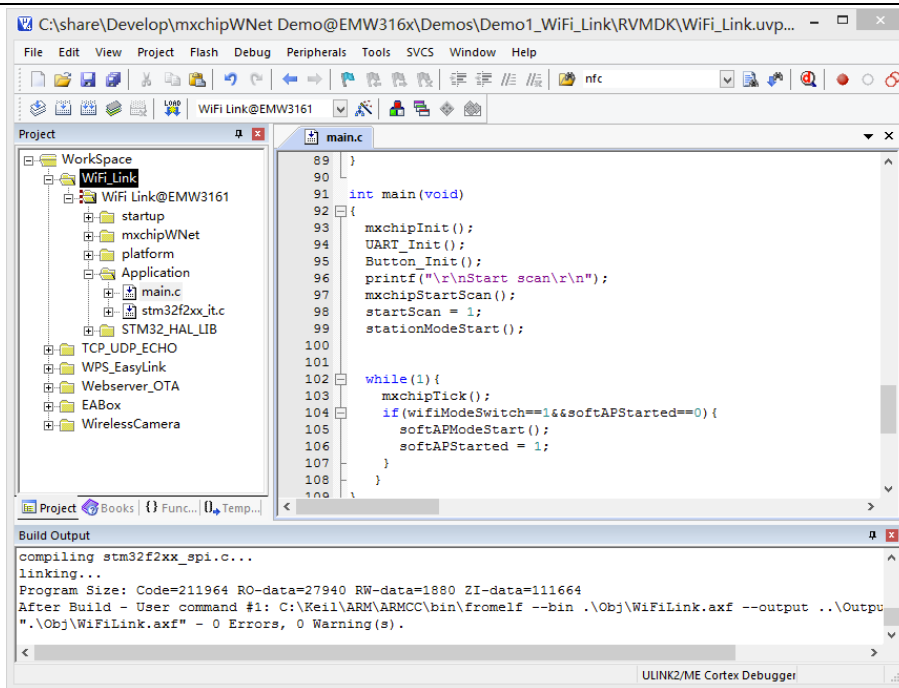 C:\share\Develop\mxchipWNet Demo@EMW316x\Demos\Demo1_WiFi_Link\RVMDK\WiFi_Link.uvp...
File Edit View Project Flash Debug Peripherals Tools SVCS Window Help
nfc
LOAD WiFi Link@EMW3161
Project
WorkSpace
WiFi_Link
WiFi Link@EMW3161
startup
mxchipWNet
platform
Application
main.c
stm32f2xx_it.c
STM32_HAL_LIB
TCP_UDP_ECHO
WPS_EasyLink
Webserver_OTA
EABox
WirelessCamera
Project Books {} Func... Temp...
main.c
89 }
90
91 int main(void)
92 {
93 mxchipInit();
94 UART_Init();
95 Button_Init();
96 printf("\r\nStart scan\r\n");
97 mxchipStartScan();
98 startScan = 1;
99 stationModeStart();
100
101
102 while(1){
103 mxchipTick();
104 if(wifiModeSwitch==1&&softAPStarted==0){
105 softAPModeStart();
106 softAPStarted = 1;
107 }
108 }
109 }
Build Output
compiling stm32f2xx_spi.c...
linking...
Program Size: Code=211964 RO-data=27940 RW-data=1880 ZI-data=111664
After Build - User command #1: C:\Keil\ARM\ARMCC\bin\fromelf --bin .\Obj\WiFiLink.axf --output ..\Outpu
".\Obj\WiFiLink.axf" - 0 Errors, 0 Warning(s).
ULINK2/ME Cortex Debugger